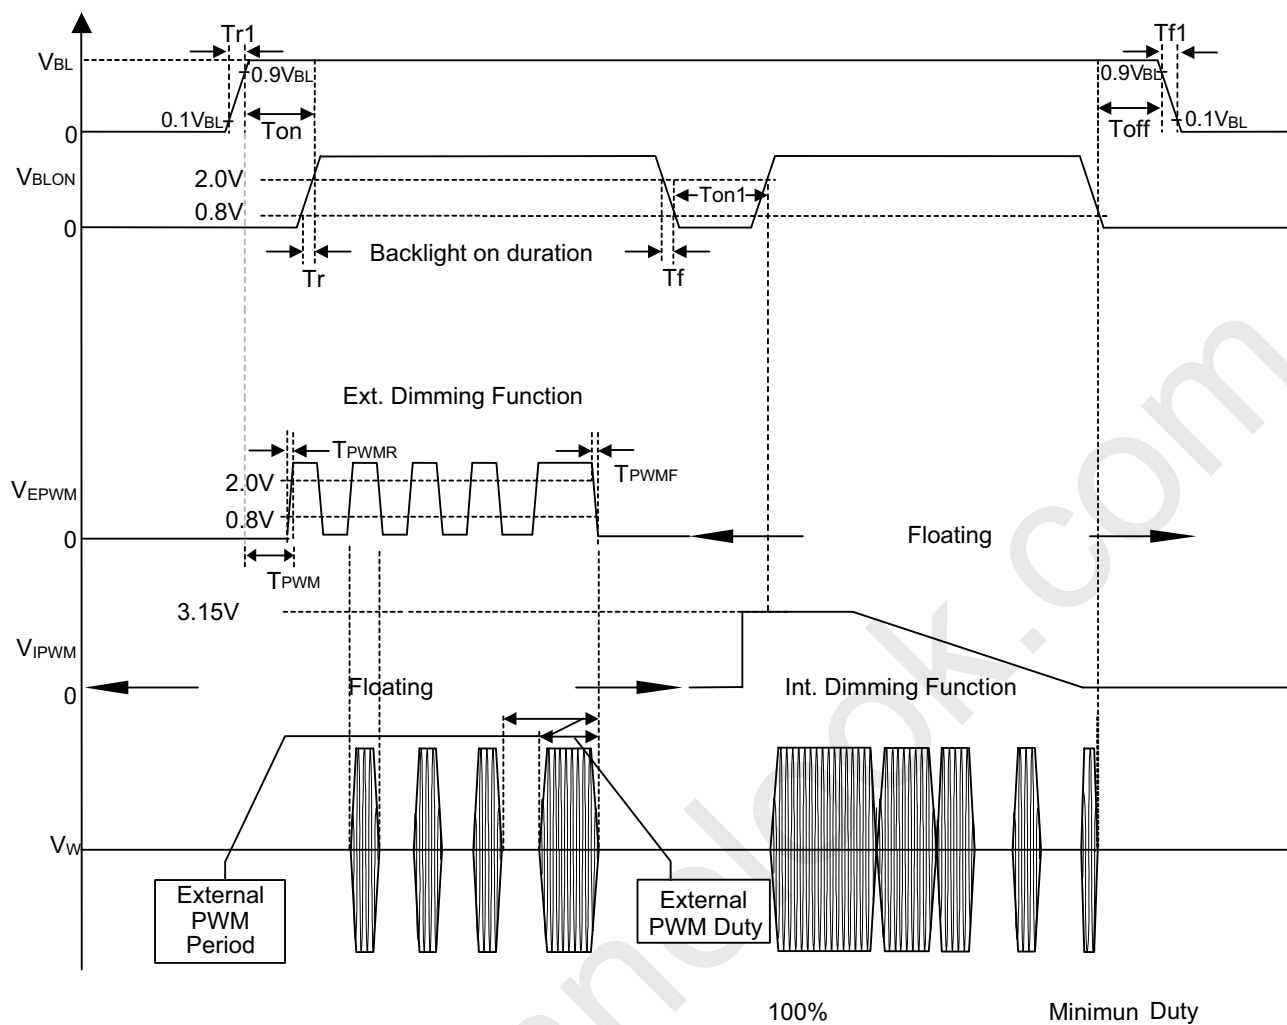 Tr1
Tf1
VBL
0.9VBL
0.9VBL
0.1VBL
Ton
Toff
0.1VBL
0
VBLON
2.0V
Ton1
0.8V
0
Backlight on duration
Tr
Tf
Ext. Dimming Function
TPWMR
TPWMF
VEPWM
2.0V
0.8V
0
Floating
TPWM
3.15V
VIPWM
0
Floating
Int. Dimming Function
VW
External
PWM
Period
External
PWM Duty
100%
Minimun Duty